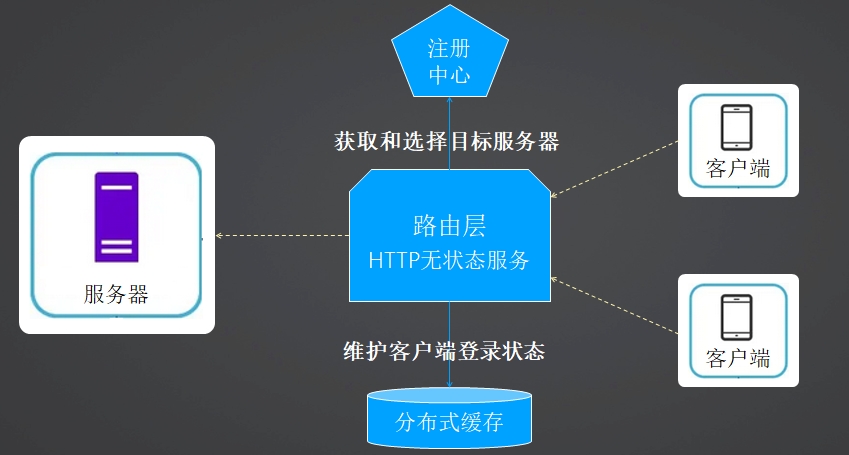 注册
中心
获取和选择目标服务器
客户端
路由层
HTTP无状态服务
服务器
维护客户端登录状态
客户端
分布式缓存